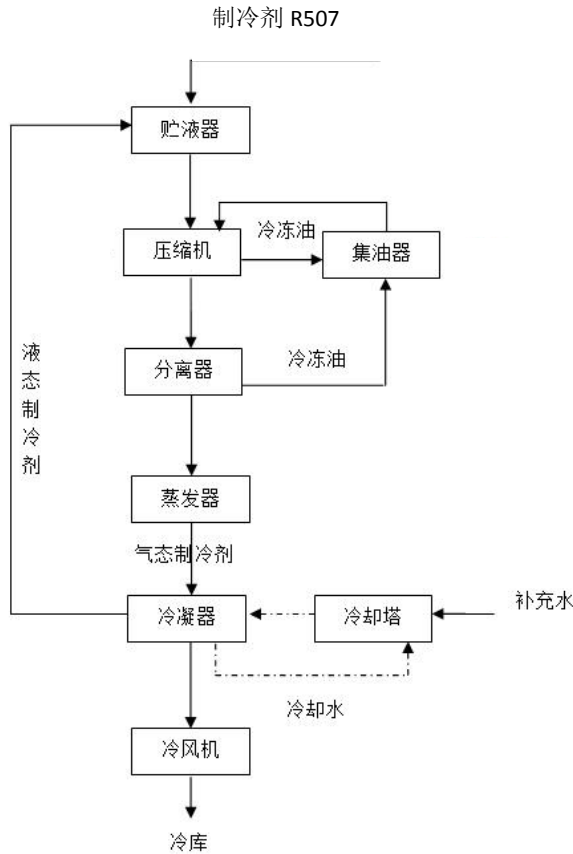 制冷剂 R507
贮液器
冷冻油
压缩机
集油器
液态制冷剂
分离器
冷冻油
蒸发器
气态制冷剂
冷凝器
冷却塔
补充水
冷却水
冷风机
冷库